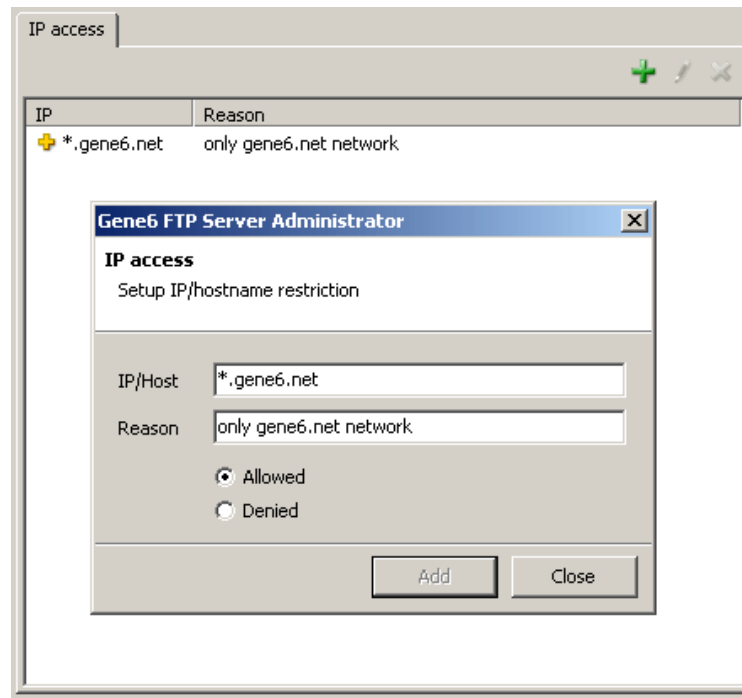 IP access
IP Reason
*.gene6.net only gene6.net network
Gene6 FTP Server Administrator
IP access
Setup IP/hostname restriction
IP/Host *.gene6.net
Reason only gene6.net network
Allowed
Denied
Add Close